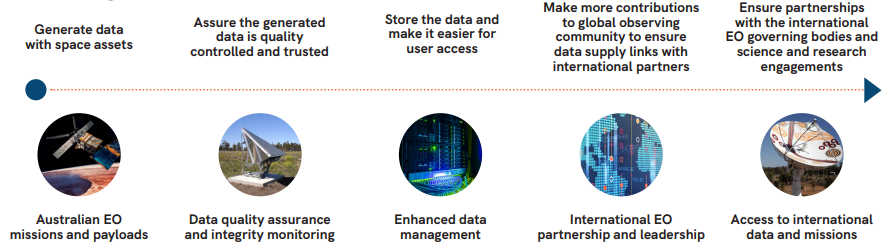 Generate data
with space assets
Assure the generated
data is quality
controlled and trusted
Store the data and
make it easier for
user access
Make more contributions
to global observing
community to ensure
data supply links with
international partners
Ensure partnerships
with the international
EO governing bodies and
science and research
engagements
Australian EO
missions and payloads
Data quality assurance
and integrity monitoring
Enhanced data
management
International EO
partnership and leadership
Access to international
data and missions